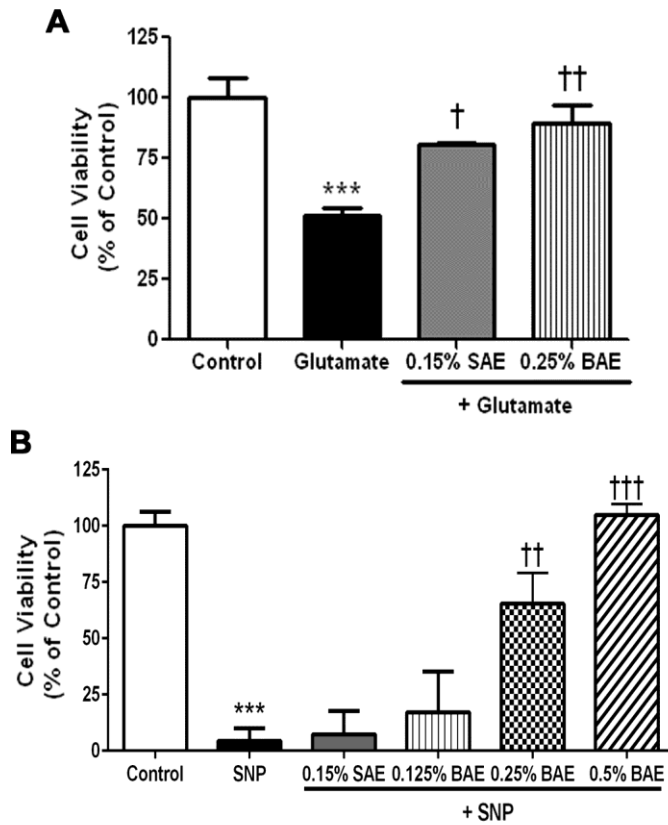 A
Cell Viability
(% of Control)
125
100
75
50
25
0
***
†
††
Control Glutamate 0.15% SAE 0.25% BAE
+ Glutamate
B
Cell Viability
(% of Control)
125
100
75
50
25
0
***
††
†††
Control SNP 0.15% SAE 0.125% BAE 0.25% BAE 0.5% BAE
+ SNP